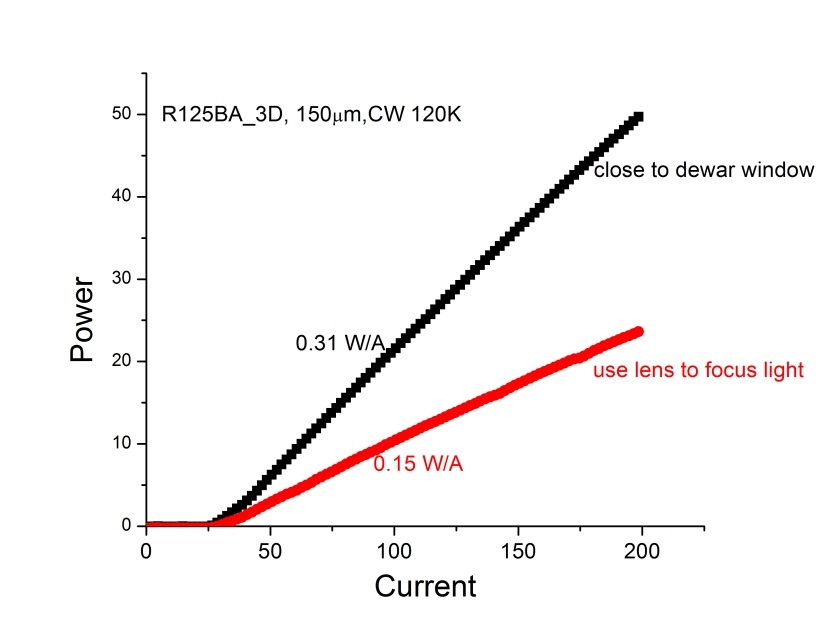 50
R125BA_3D, 150μm,CW 120K
close to dewar window
40
30
Power
0.31 W/A
20
use lens to focus light
10
0.15 W/A
0
0
50
100
150
200
Current